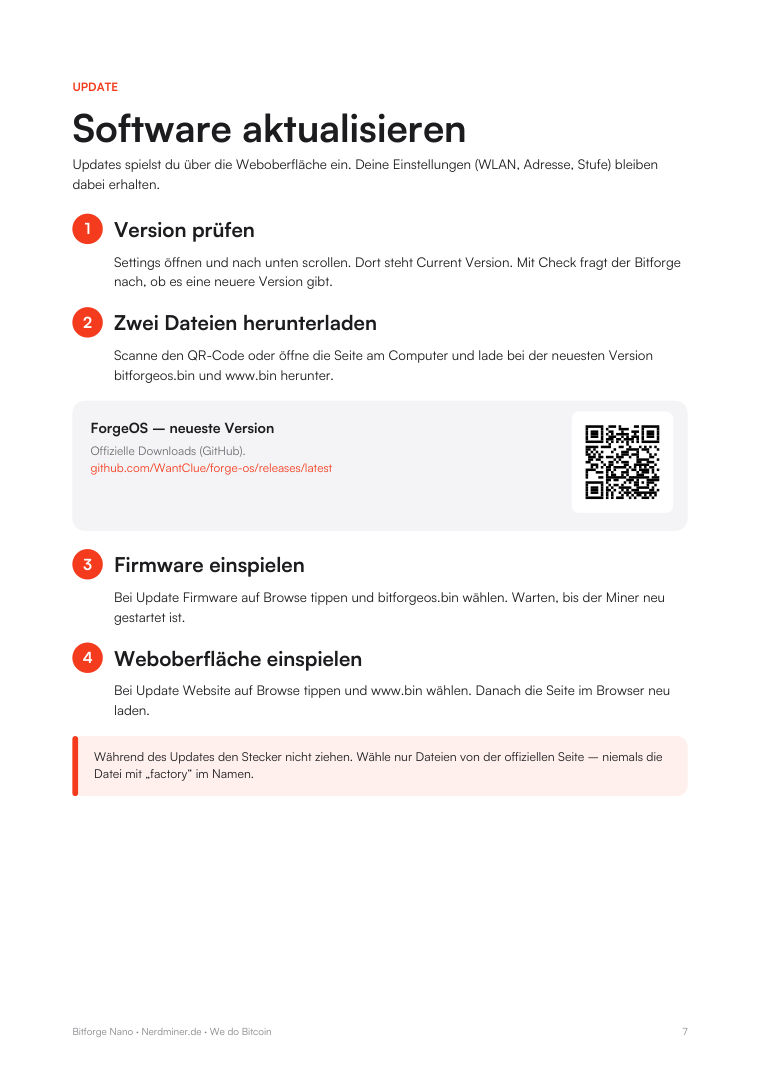 UPDATE
Software aktualisieren
Updates spielst du über die Weboberfläche ein. Deine Einstellungen (WLAN, Adresse, Stufe) bleiben
dabei erhalten.
1 Version prüfen
Settings öffnen und nach unten scrollen. Dort steht Current Version. Mit Check fragt der Bitforge
nach, ob es eine neuere Version gibt.
2 Zwei Dateien herunterladen
Scanne den QR-Code oder öffne die Seite am Computer und lade bei der neuesten Version
bitforgeos.bin und www.bin herunter.
ForgeOS — neueste Version
Offizielle Downloads (GitHub).
github.com/WantClue/forge-os/releases/latest
3 Firmware einspielen
Bei Update Firmware auf Browse tippen und bitforgeos.bin wählen. Warten, bis der Miner neu
gestartet ist.
4 Weboberfläche einspielen
Bei Update Website auf Browse tippen und www.bin wählen. Danach die Seite im Browser neu
laden.
Während des Updates den Stecker nicht ziehen. Wähle nur Dateien von der offiziellen Seite — niemals die
Datei mit „factory“ im Namen.
Bitforge Nano · Nerdminer.de · We do Bitcoin 7